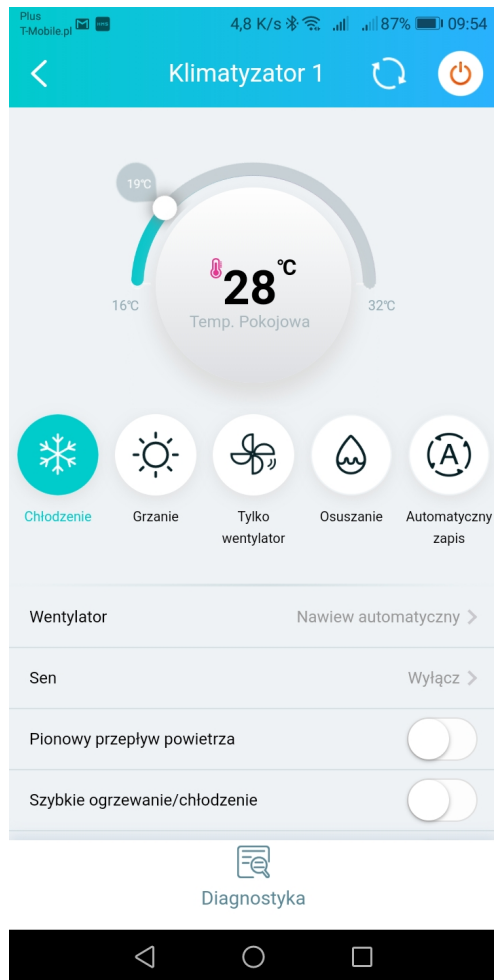 Plus
T-Mobile.pl
4,8 K/s
87%
09:54
Klimatyzator 1
19℃
28 ℃
Temp. Pokojowa
16℃
32℃
A
Chłodzenie
Grzanie
Tylko
wentylator
Osuszanie
Automatyczny
zapis
Wentylator
Nawiew automatyczny
Sen
Wyłącz
Pionowy przepływ powietrza
Szybkie ogrzewanie/chłodzenie
Diagnostyka